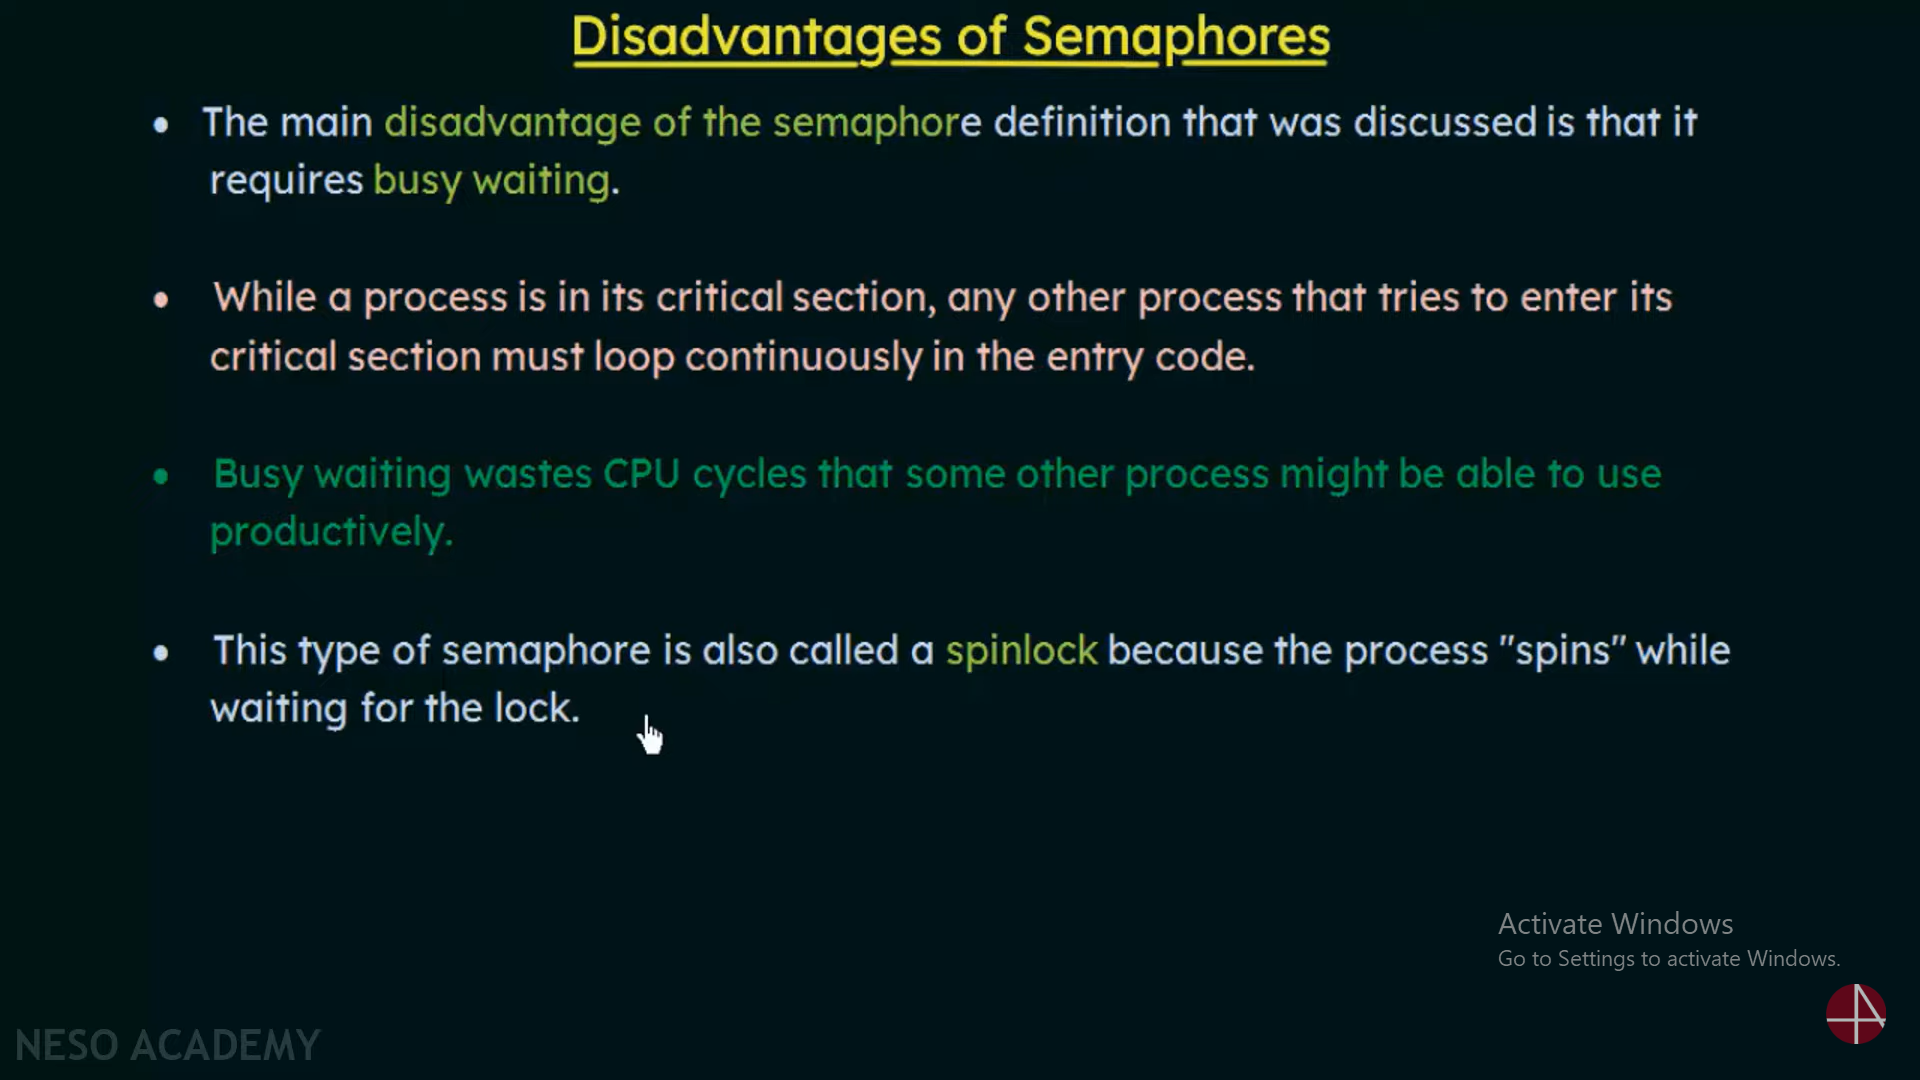 Disadvantages of Semaphores
• The main disadvantage of the semaphore definition that was discussed is that it
requires busy waiting.
• While a process is in its critical section, any other process that tries to enter its
critical section must loop continuously in the entry code.
• Busy waiting wastes CPU cycles that some other process might be able to use
productively.
• This type of semaphore is also called a spinlock because the process "spins" while
waiting for the lock.
Activate Windows
Go to Settings to activate Windows.
NESO ACADEMY